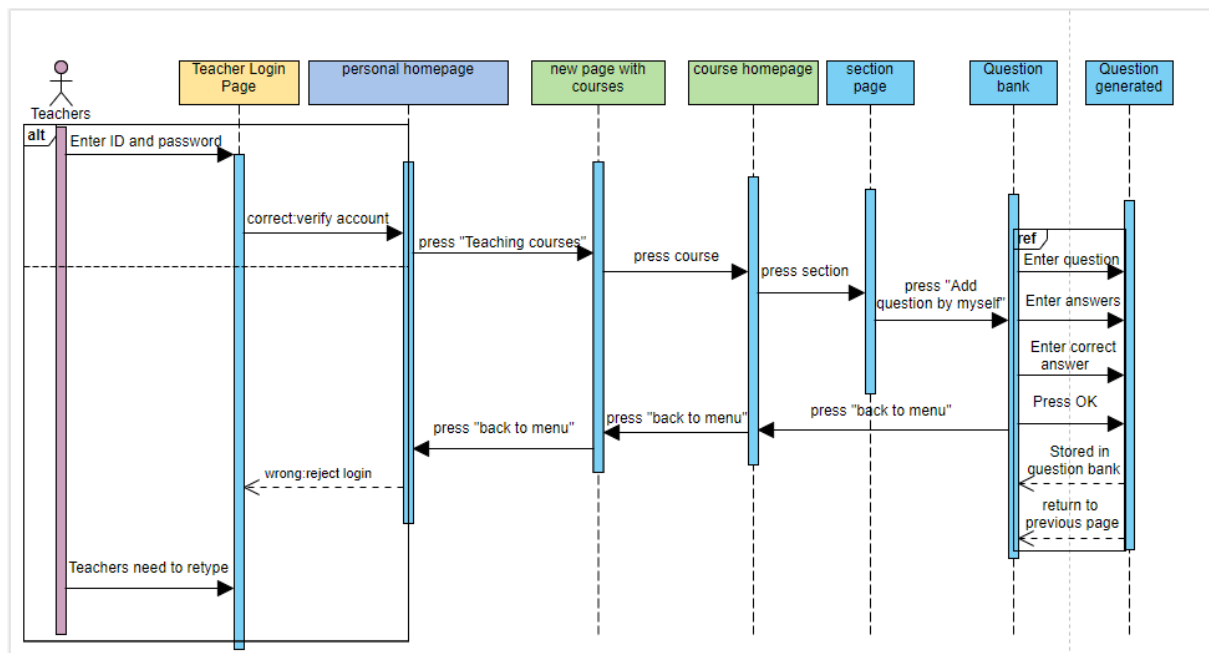 Teacher Login
Page
personal homepage
new page with
courses
course homepage
section
page
Question
bank
Question
generated
Teachers
alt
Enter ID and password
correct:verify account
press "Teaching courses"
press course
press section
press "Add
question by myself"
ref
Enter question
Enter answers
Enter correct
answer
Press OK
press "back to menu"
press "back to menu"
press "back to menu"
Stored in
question bank
wrong:reject login
return to
previous page
Teachers need to retype